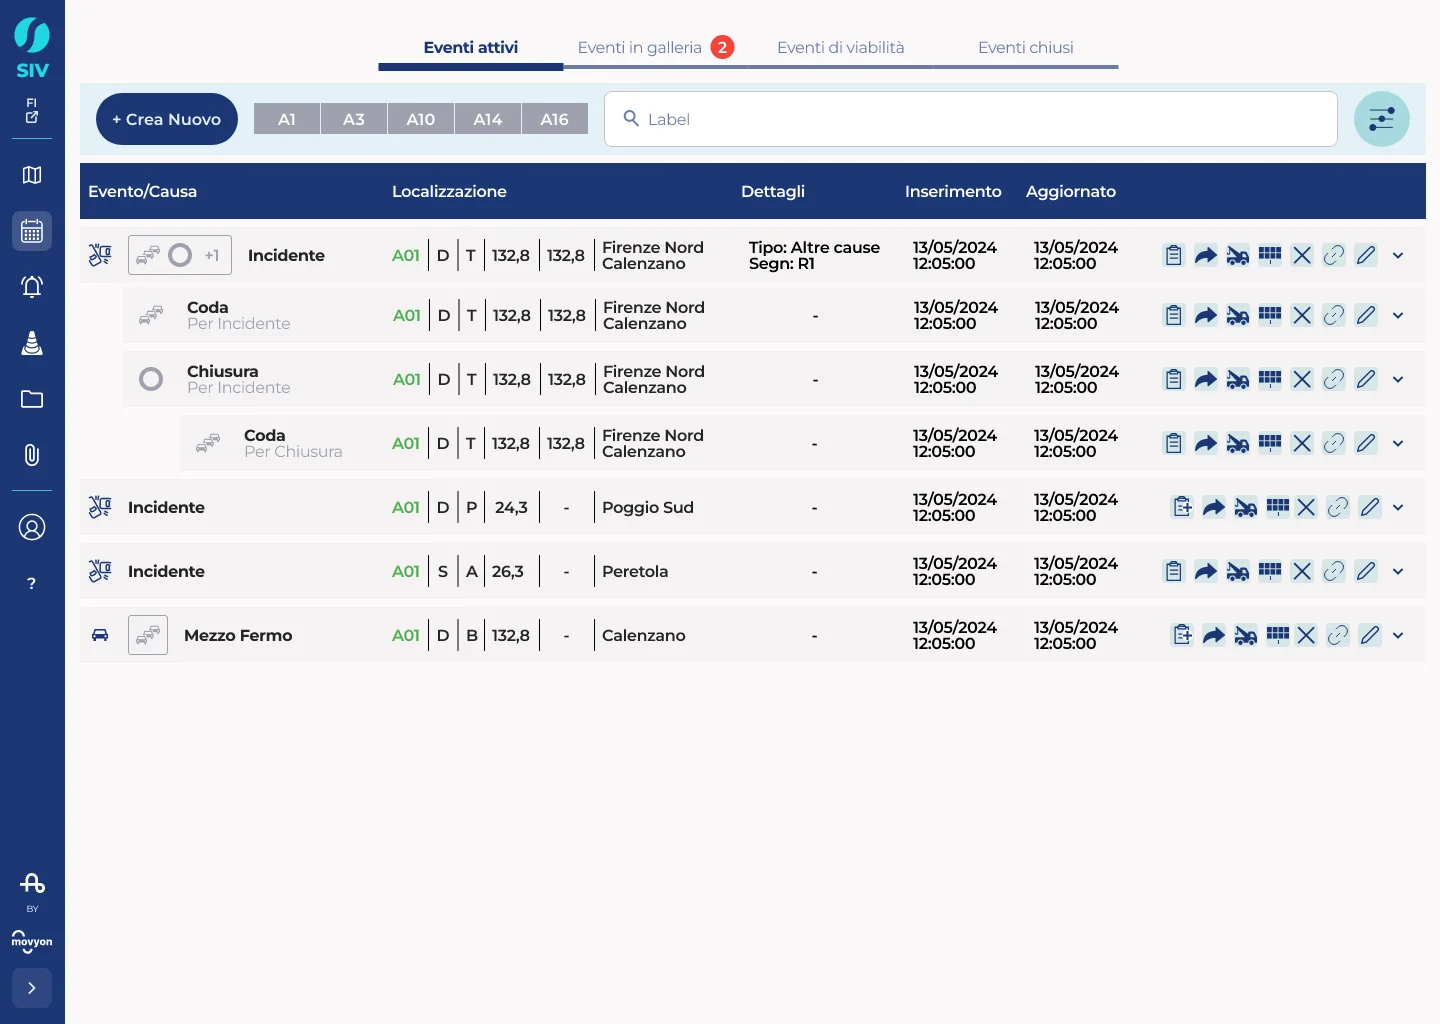 SIV
FI
BY
movyon
?
Eventi attivi
Eventi in galleria 2
Eventi di viabilità
Eventi chiusi
+ Crea Nuovo
A1 A3 A10 A14 A16
Label
Evento/Causa Localizzazione Dettagli Inserimento Aggiornato
+1 Incidente A01 D T 132,8 132,8 Firenze Nord Tipo: Altre cause 13/05/2024 13/05/2024
Calenzano Segn: R1 12:05:00 12:05:00
Coda A01 D T 132,8 132,8 Firenze Nord - 13/05/2024 13/05/2024
Per Incidente Calenzano 12:05:00 12:05:00
Chiusura A01 D T 132,8 132,8 Firenze Nord - 13/05/2024 13/05/2024
Per Incidente Calenzano 12:05:00 12:05:00
Coda A01 D T 132,8 132,8 Firenze Nord - 13/05/2024 13/05/2024
Per Chiusura Calenzano 12:05:00 12:05:00
Incidente A01 D P 24,3 - Poggio Sud - 13/05/2024 13/05/2024
12:05:00 12:05:00
Incidente A01 S A 26,3 - Peretola - 13/05/2024 13/05/2024
12:05:00 12:05:00
Mezzo Fermo A01 D B 132,8 - Calenzano - 13/05/2024 13/05/2024
12:05:00 12:05:00